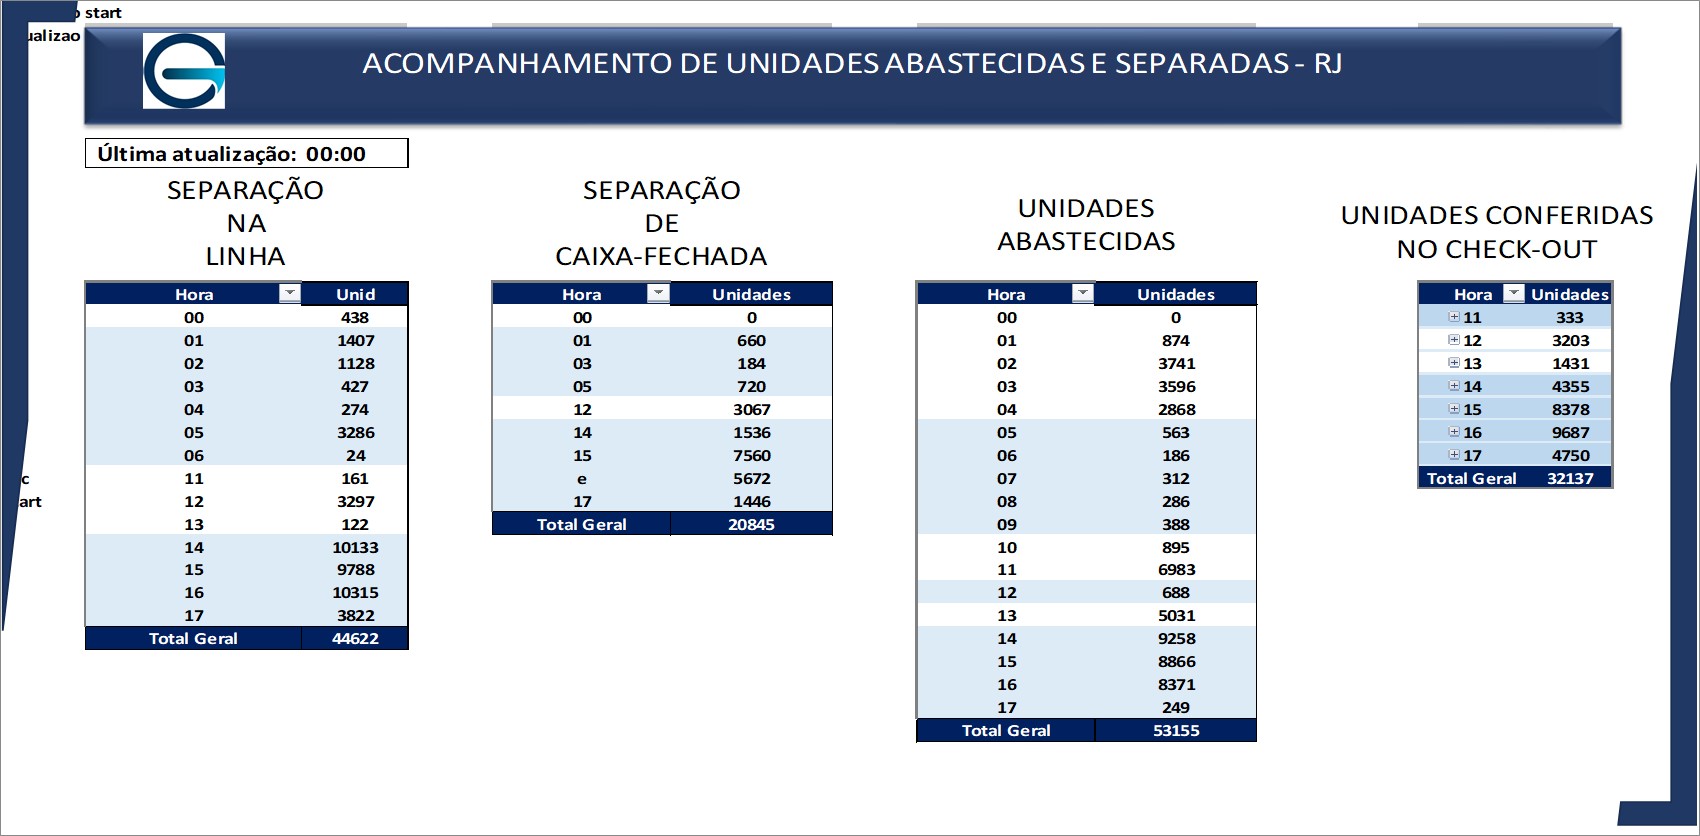 start
ualizao
ACOMPANHAMENTO DE UNIDADES ABASTECIDAS E SEPARADAS - RJ
Última atualização: 00:00
SEPARAÇÃO
NA
LINHA
Hora Unid
00 438
01 1407
02 1128
03 427
04 274
05 3286
06 24
11 161
12 3297
13 122
14 10133
15 9788
16 10315
17 3822
Total Geral 44622
SEPARAÇÃO
DE
CAIXA-FECHADA
Hora Unidades
00 0
01 660
03 184
05 720
12 3067
14 1536
15 7560
e 5672
17 1446
Total Geral 20845
UNIDADES
ABASTECIDAS
Hora Unidades
00 0
01 874
02 3741
03 3596
04 2868
05 563
06 186
07 312
08 286
09 388
10 895
11 6983
12 688
13 5031
14 9258
15 8866
16 8371
17 249
Total Geral 53155
UNIDADES CONFERIDAS
NO CHECK-OUT
Hora Unidades
11 333
12 3203
13 1431
14 4355
15 8378
16 9687
17 4750
Total Geral 32137
c
art